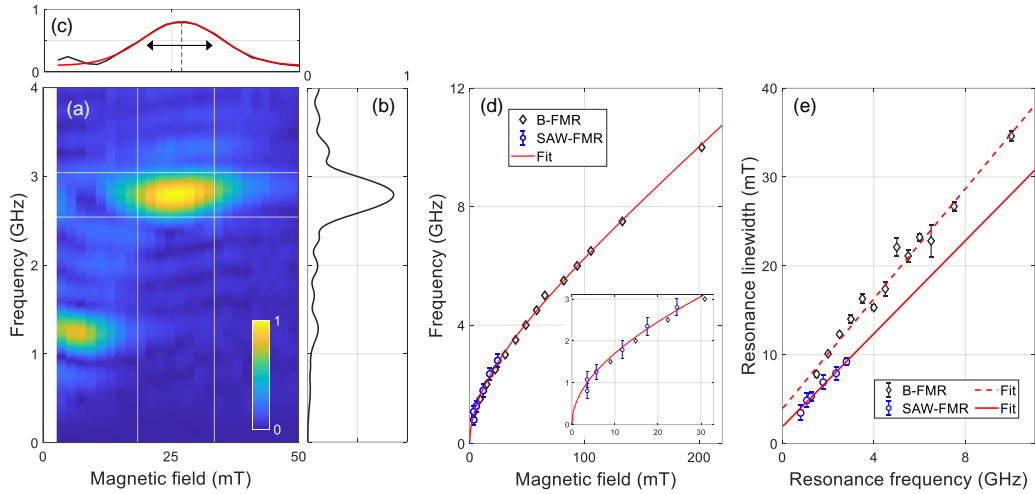 (c)
1
0
0
1
(a)
(b)
4
3
2
1
0
Frequency (GHz)
1
0
0
25
50
Magnetic field (mT)
(d)
12
8
4
0
Frequency (GHz)
B-FMR
SAW-FMR
Fit
3
2
1
0
0
10
20
30
0
100
200
Magnetic field (mT)
(e)
40
30
20
10
0
Resonance linewidth (mT)
B-FMR
Fit
SAW-FMR
Fit
0
4
8
Resonance frequency (GHz)